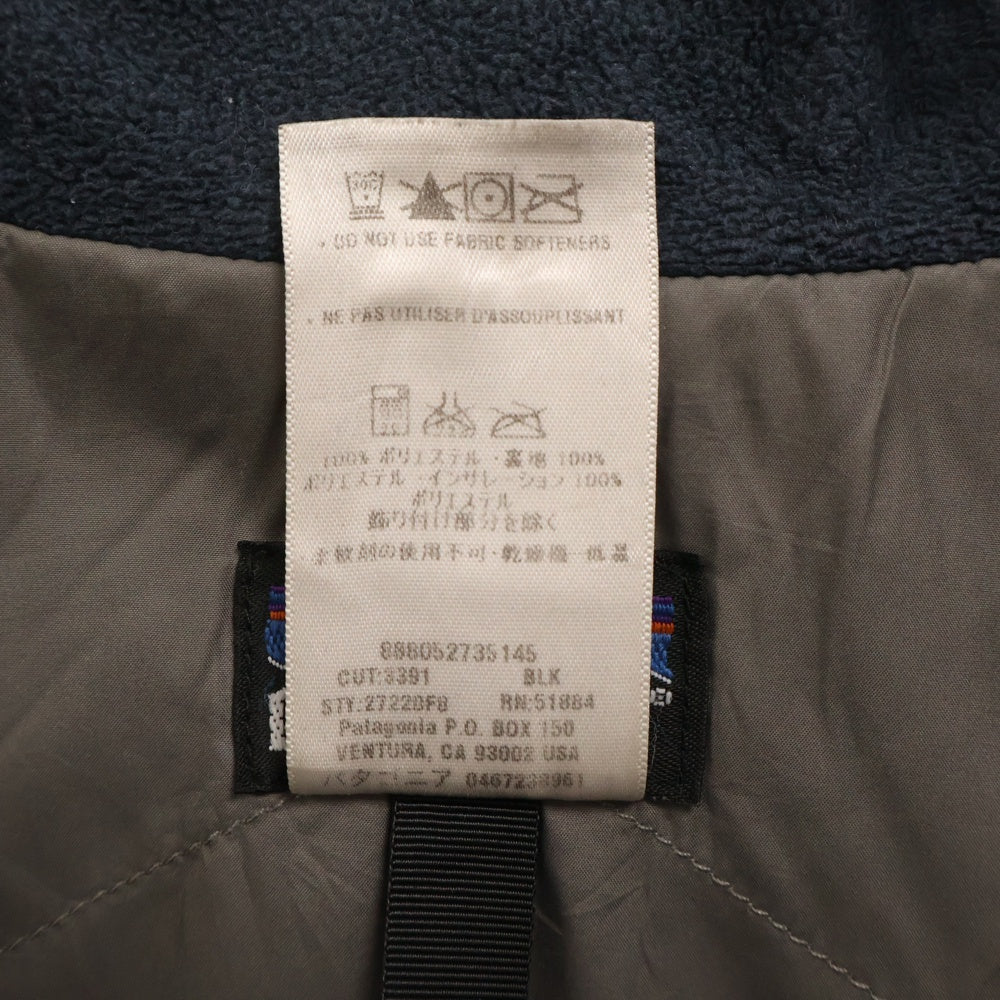 30C
. DO NOT USE FABRIC SOFTENERS
. NE PAS UTILISER D'ASSOUPLISSANT
100% ポリエステル・裏地 100%
ポリエステル・インサレーション 100%
ポリエステル
飾り付け部分を除く
柔軟剤の使用不可・乾燥機・低温
888052735145
CUT:3391 BLK
STY:27220F8 RN:51884
Patagonia P.O. BOX 150
VENTURA, CA 93002 USA
パタゴニア 0467238961